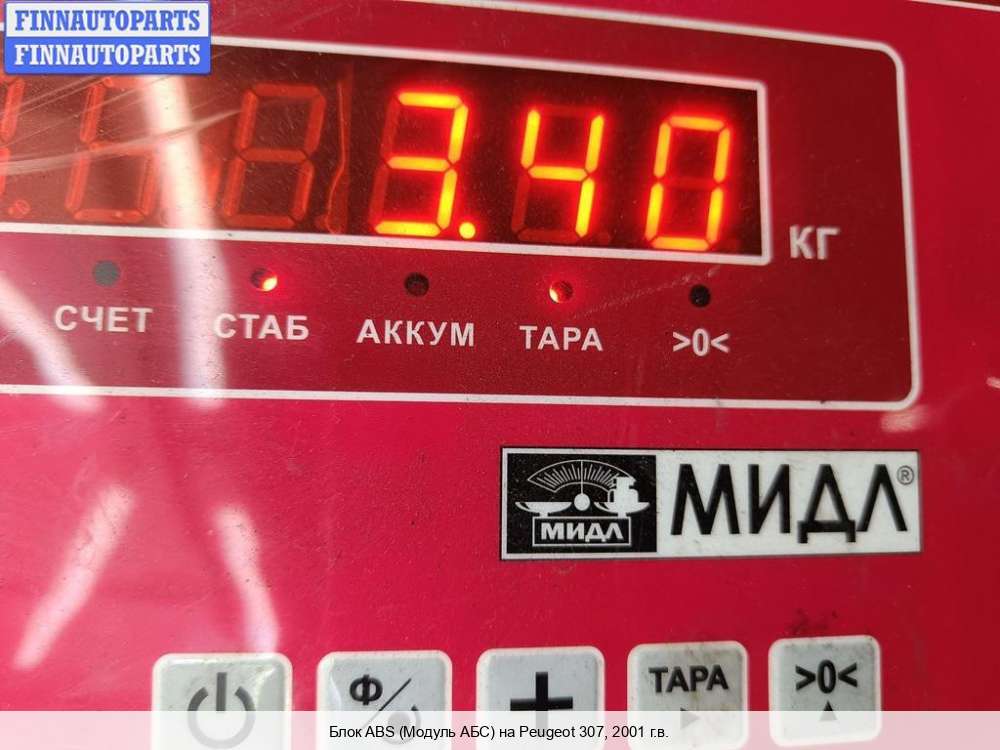 FINNAUTOPARTS
FINNAUTOPARTS
3.40
КГ
СЧЕТ СТАБ АККУМ ТАРА >0<
МИДЛ МИДЛ®
Ф ТАРА >0<
Блок ABS (Модуль АБС) на Peugeot 307, 2001 г.в.